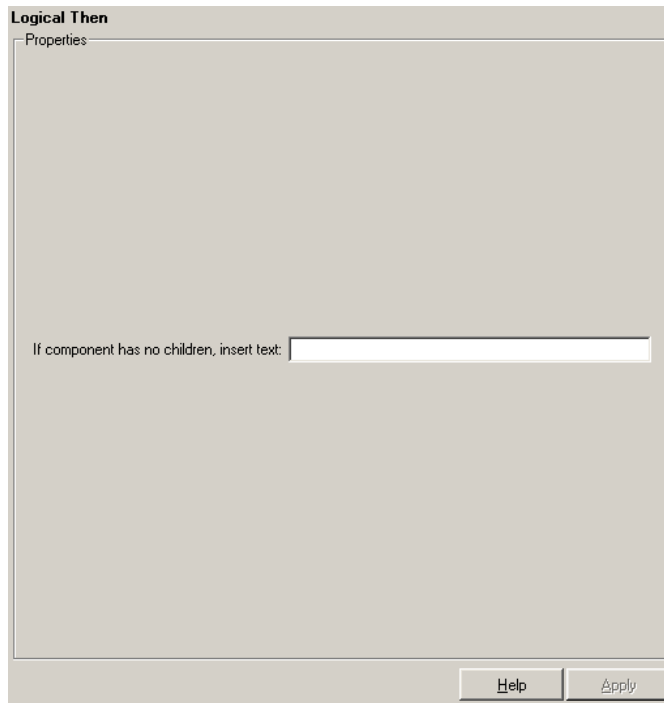 Logical Then
Properties
If component has no children, insert text:
Help
Apply